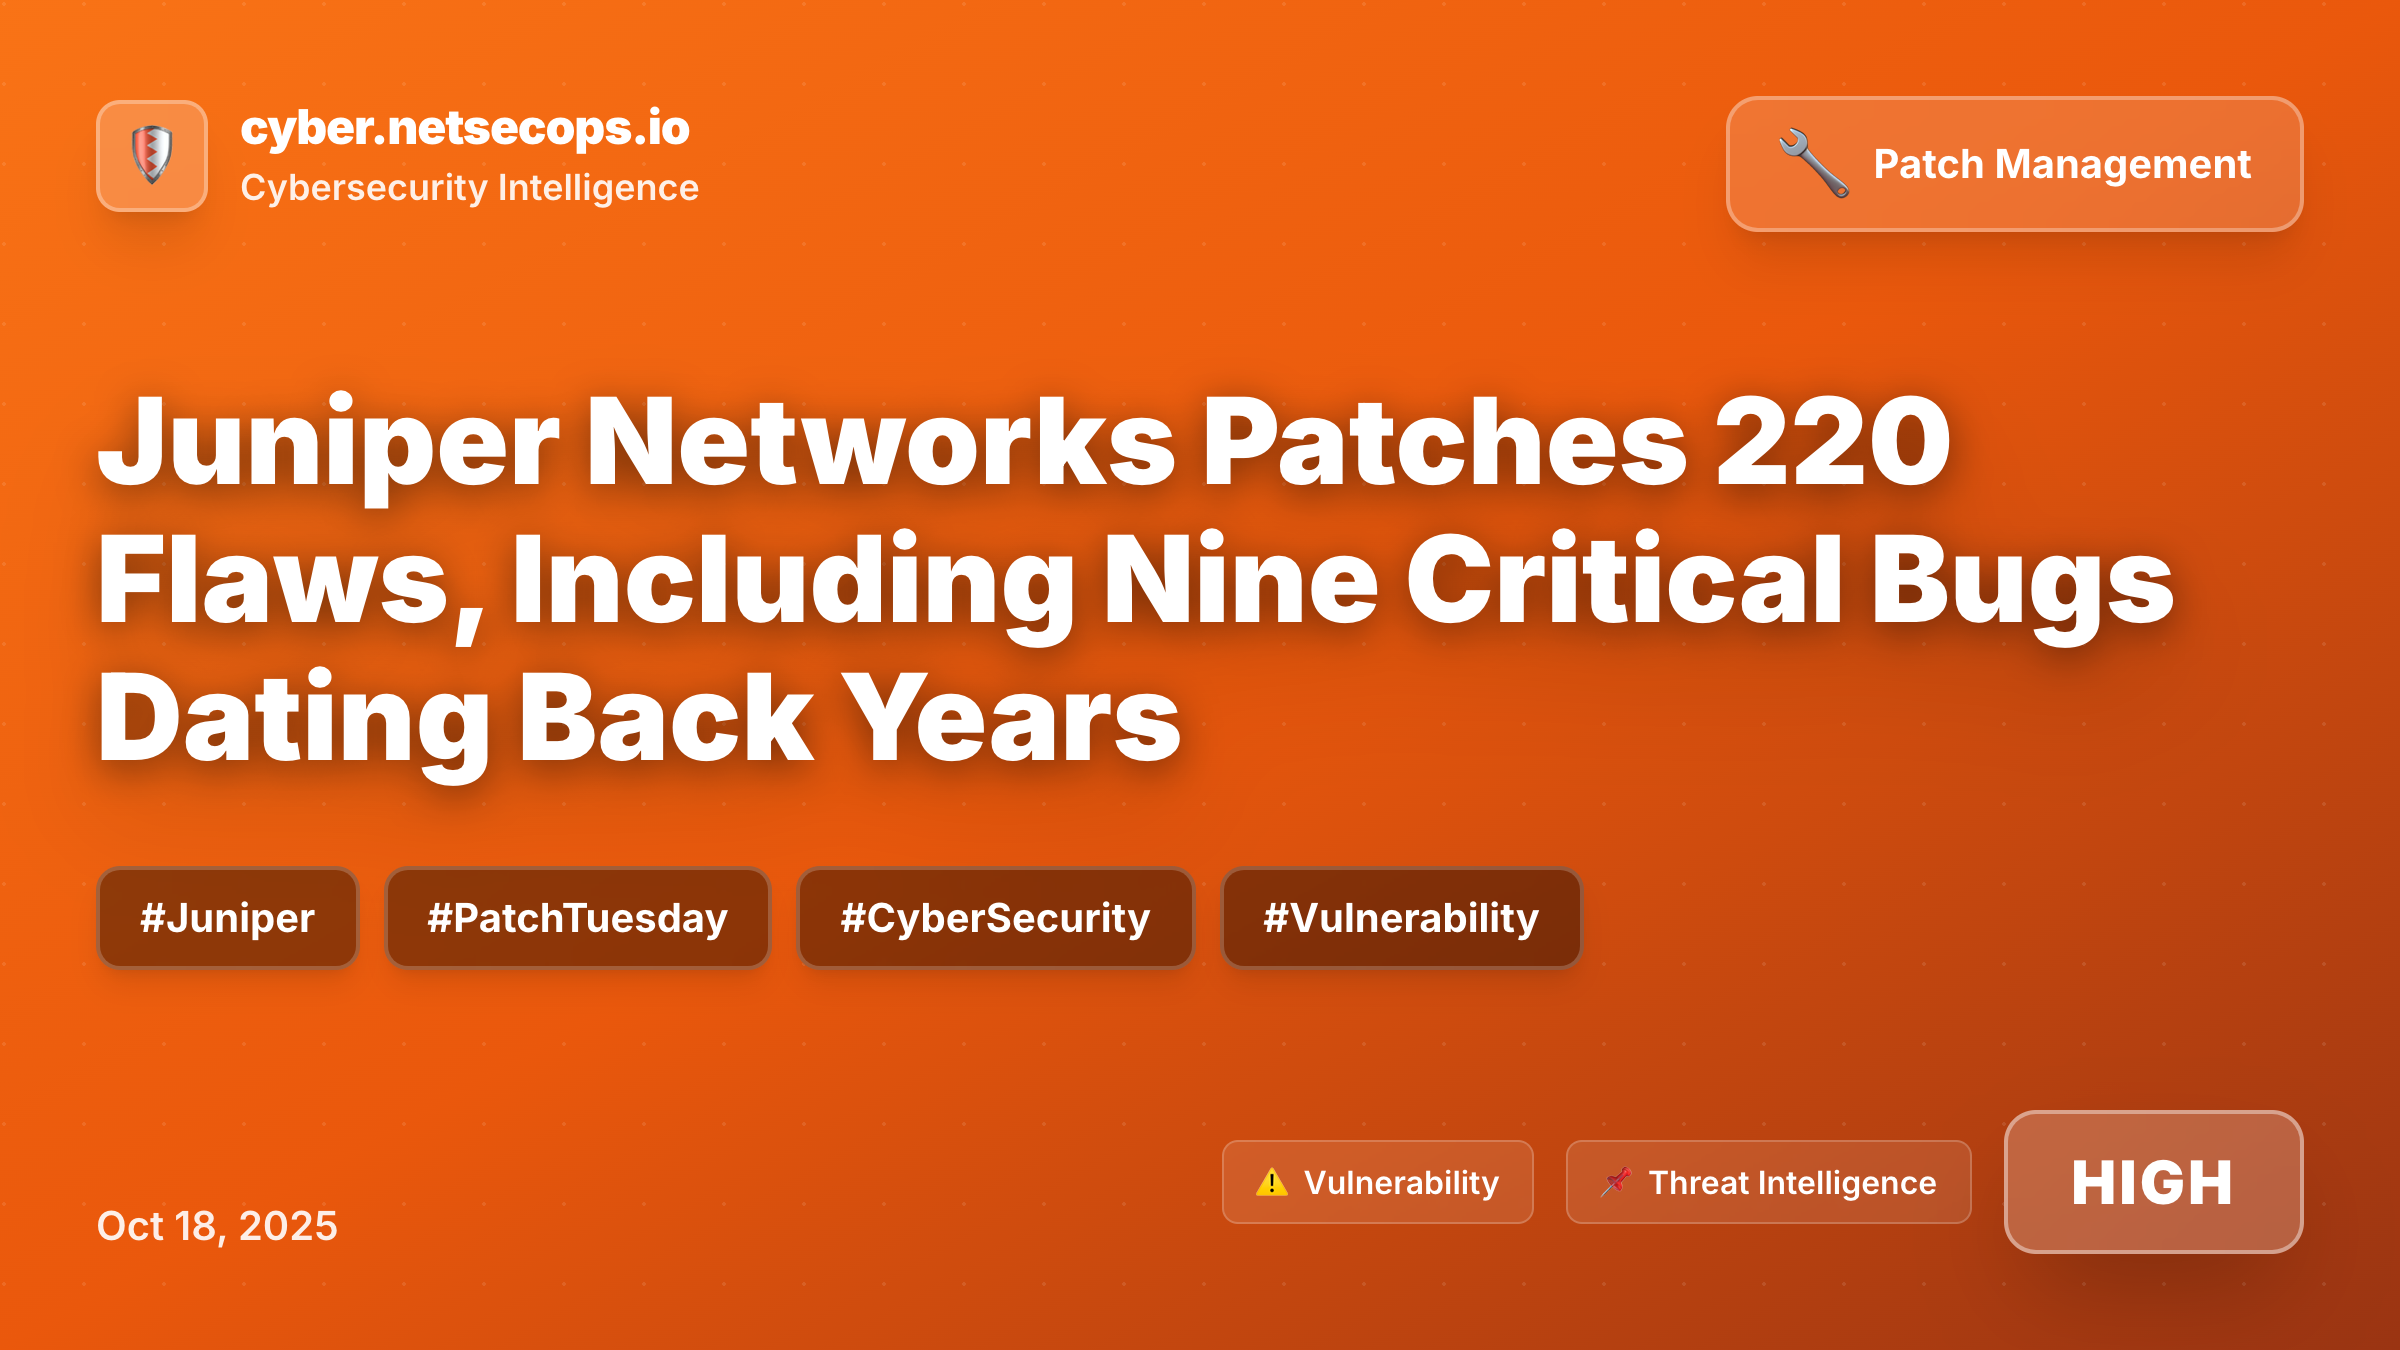 cyber.netsecops.io
Cybersecurity Intelligence
Patch Management
Juniper Networks Patches 220
Flaws, Including Nine Critical Bugs
Dating Back Years
#Juniper
#PatchTuesday
#CyberSecurity
#Vulnerability
Oct 18, 2025
Vulnerability
Threat Intelligence
HIGH